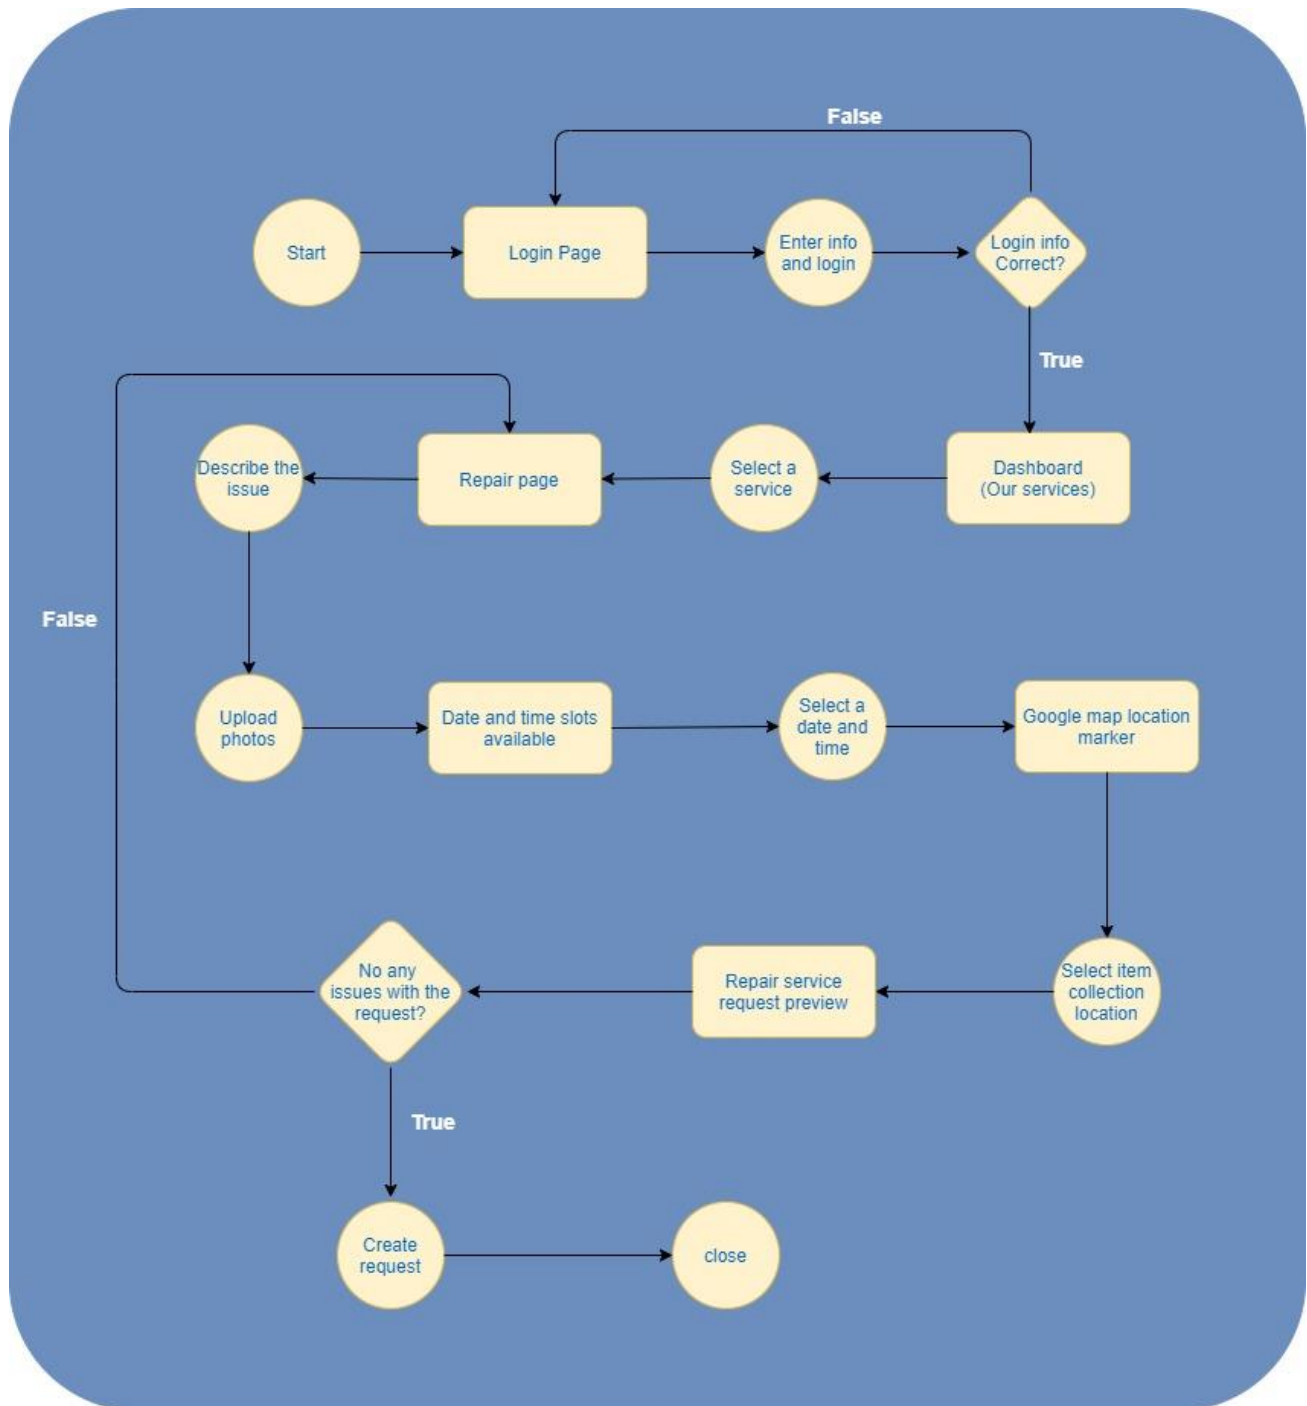 False
Start
Login Page
Enter info
and login
Login info
Correct?
True
Describe the
issue
Repair page
Select a
service
Dashboard
(Our services)
False
Upload
photos
Date and time slots
available
Select a
date and
time
Google map location
marker
No any
issues with the
request?
Repair service
request preview
Select item
collection
location
True
Create
request
close